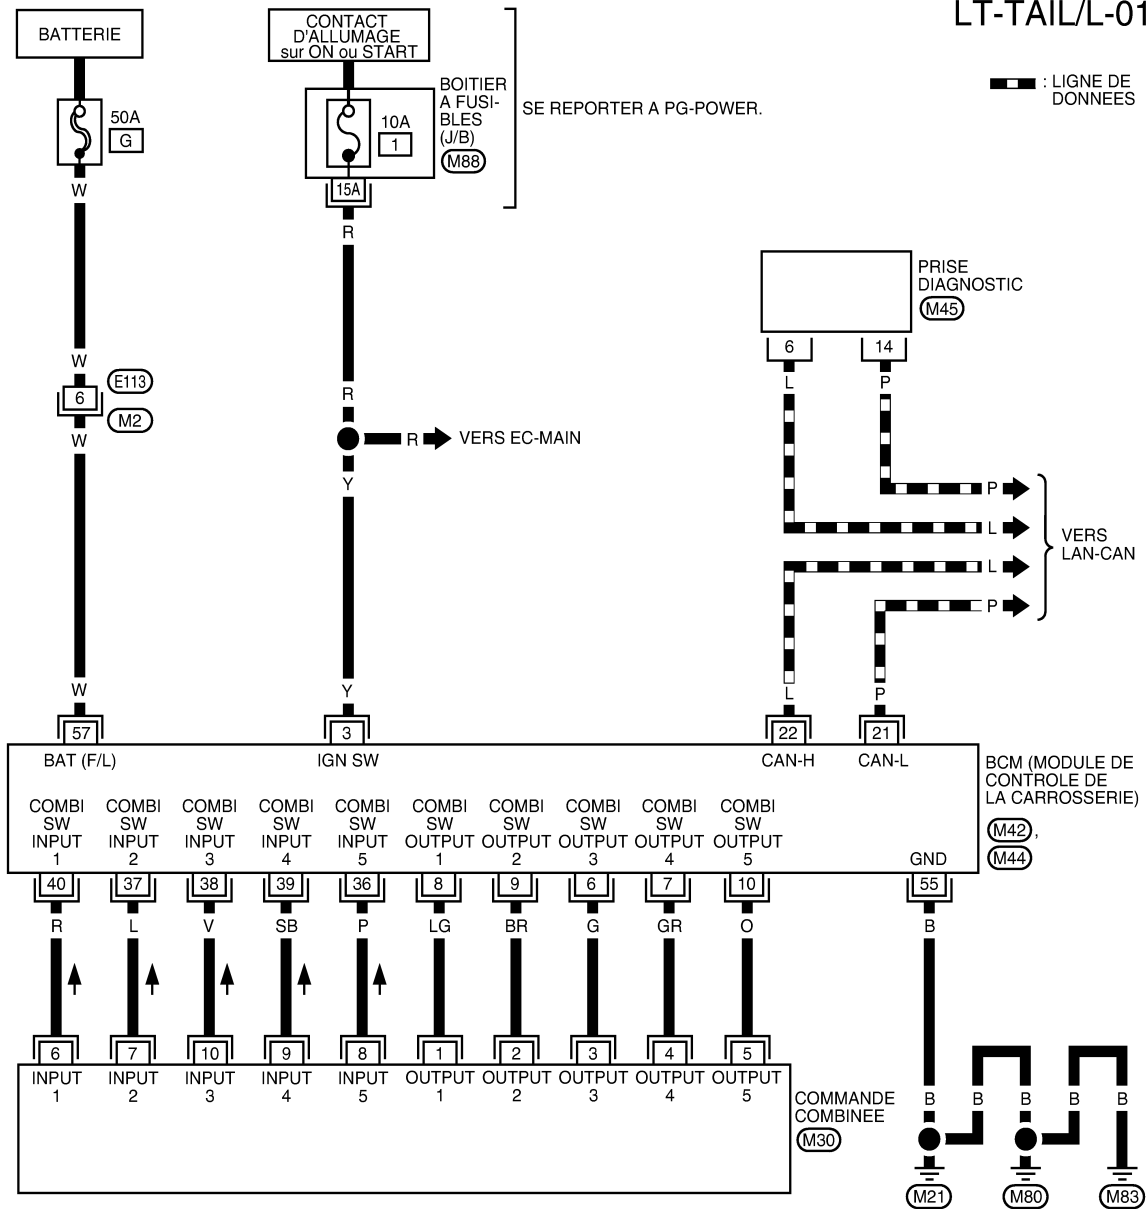 LT-TAIL/L-01
BATTERIE
CONTACT
D'ALLUMAGE
sur ON ou START
: LIGNE DE
DONNEES
BOITIER
A FUSI-
BLES
(J/B)
M88
SE REPORTER A PG-POWER.
50A
G
10A
1
15A
W
R
PRISE
DIAGNOSTIC
M45
6
14
L
P
W
R
E113
6
M2
W
R
VERS EC-MAIN
Y
P
L
L
P
VERS
LAN-CAN
W
Y
L
P
57
3
22
21
BAT (F/L)
IGN SW
CAN-H
CAN-L
BCM (MODULE DE
CONTROLE DE
LA CARROSSERIE)
M42 ,
M44
COMBI
SW
INPUT
1
COMBI
SW
INPUT
2
COMBI
SW
INPUT
3
COMBI
SW
INPUT
4
COMBI
SW
INPUT
5
COMBI
SW
OUTPUT
1
COMBI
SW
OUTPUT
2
COMBI
SW
OUTPUT
3
COMBI
SW
OUTPUT
4
COMBI
SW
OUTPUT
5
GND
40
37
38
39
36
8
9
6
7
10
55
R
L
V
SB
P
LG
BR
G
GR
O
B
6
7
10
9
8
1
2
3
4
5
INPUT
1
INPUT
2
INPUT
3
INPUT
4
INPUT
5
OUTPUT
1
OUTPUT
2
OUTPUT
3
OUTPUT
4
OUTPUT
5
COMMANDE
COMBINEE
M30
B
B
B
B
B
M21
M80
M83